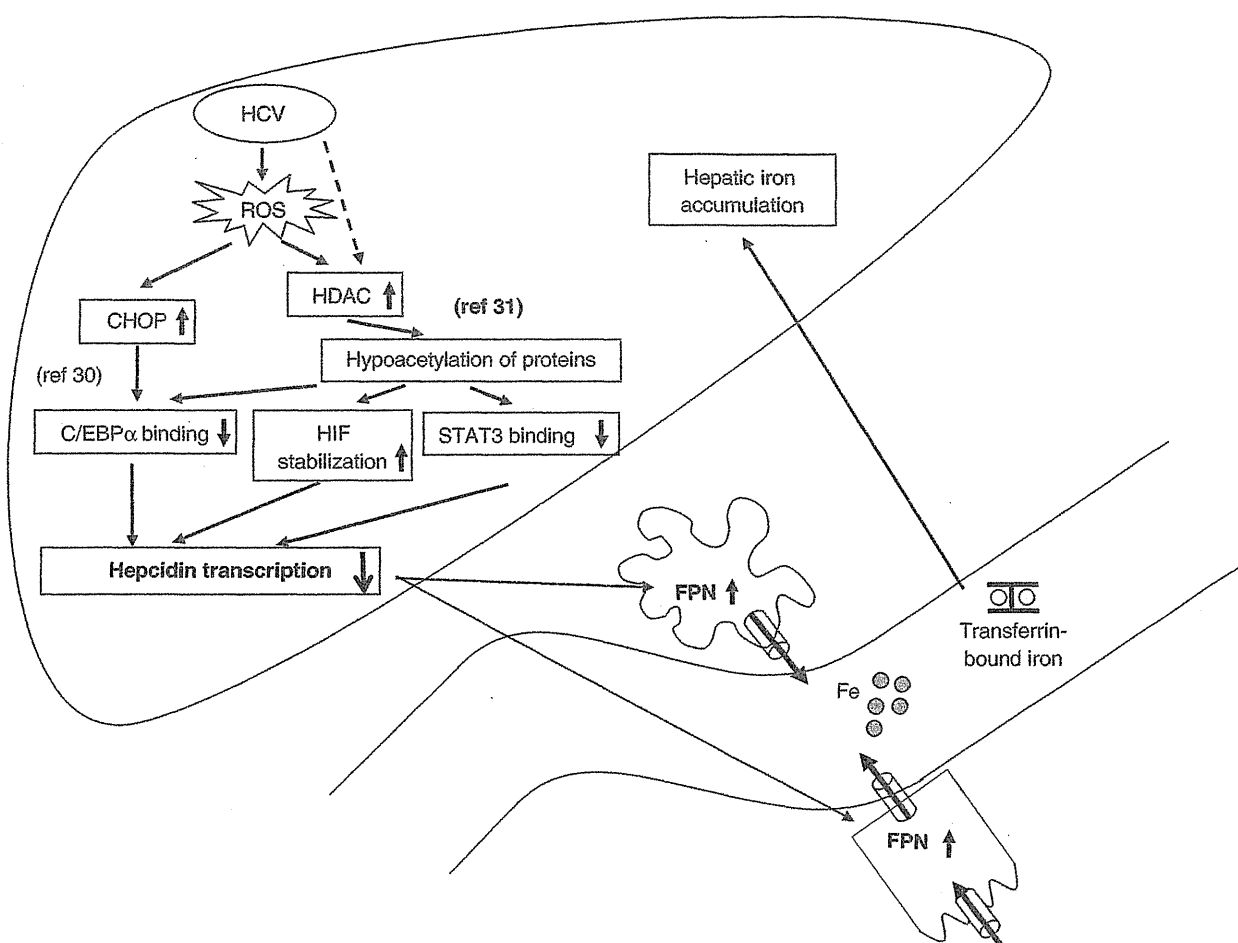 HCV
ROS
Hepatic iron
accumulation
HDAC
(ref 31)
CHOP
Hypoacetylation of proteins
(ref 30)
C/EBPα binding
HIF
stabilization
STAT3 binding
Hepcidin transcription
FPN
Transferrin-
bound iron
Fe
FPN